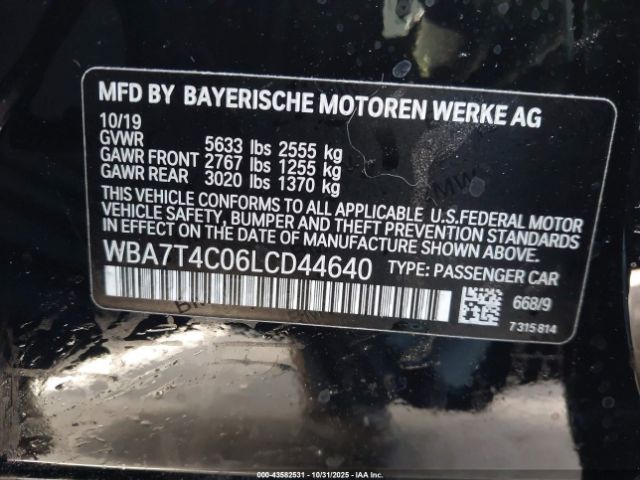 MFD BY BAYERISCHE MOTOREN WERKE AG
10/19
GVWR 5633 lbs 2555 kg
GAWR FRONT 2767 lbs 1255 kg
GAWR REAR 3020 lbs 1370 kg
THIS VEHICLE CONFORMS TO ALL APPLICABLE U.S.FEDERAL MOTOR
VEHICLE SAFETY, BUMPER AND THEFT PREVENTION STANDARDS
IN EFFECT ON THE DATE OF MANUFACTURE SHOWN ABOVE.
WBA7T4C06LCD44640 TYPE: PASSENGER CAR
668/9
7 315 814
000-43582531 - 10/31/2025 - IAA Inc.